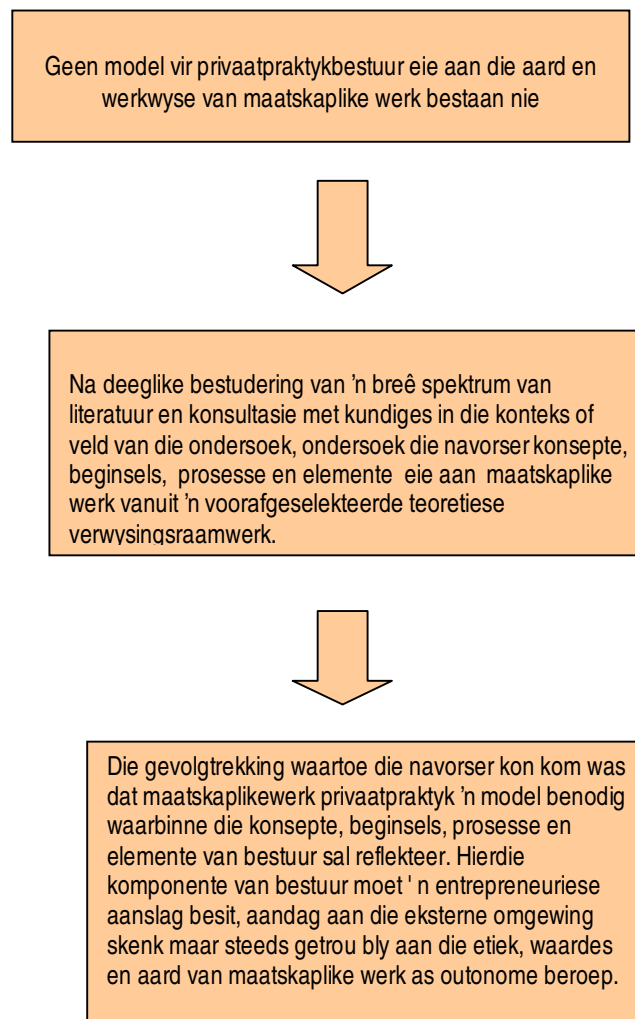 Geen model vir privaatpraktykbestuur eie aan die aard en
werkwyse van maatskaplike werk bestaan nie
Na deeglike bestudering van 'n breê spektrum van
literatuur en konsultasie met kundiges in die konteks of
veld van die ondersoek, ondersoek die navorser konsepte,
beginsels, prosesse en elemente eie aan maatskaplike
werk vanuit 'n voorafgeselekteerde teoretiese
verwysingsraamwerk.
Die gevolgtrekking waartoe die navorser kon kom was
dat maatskaplikewerk privaatpraktyk 'n model benodig
waarbinne die konsepte, beginsels, prosesse en
elemente van bestuur sal reflekteer. Hierdie
komponente van bestuur moet ' n entrepreneuriese
aanslag besit, aandag aan die eksterne omgewing
skenk maar steeds getrou bly aan die etiek, waardes
en aard van maatskaplike werk as outonome beroep.